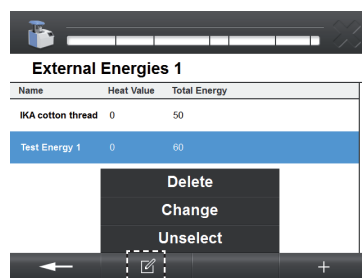 External Energies 1
Name Heat Value Total Energy
IKA cotton thread 0 50
Test Energy 1 0 60
Delete
Change
Unselect
+